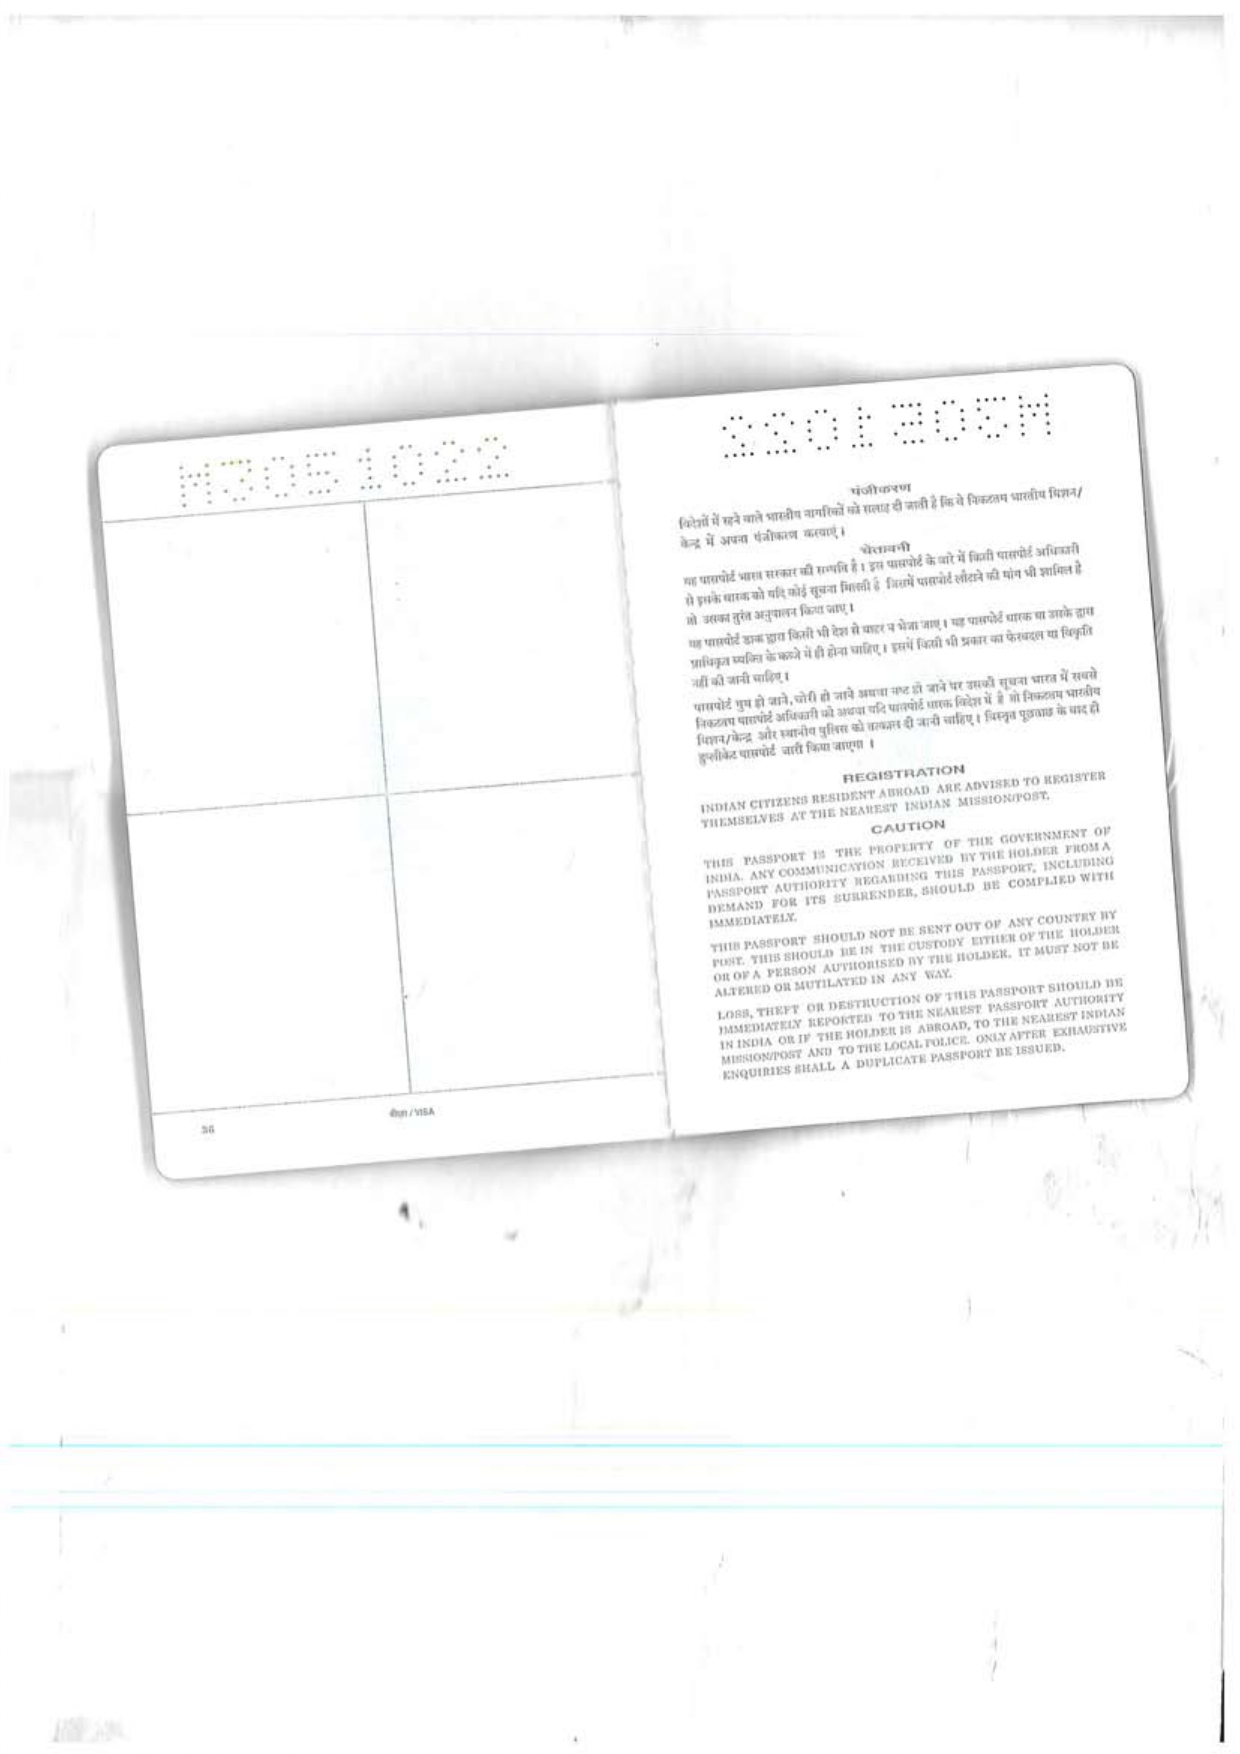 M3051022
वीज़ा / VISA
36
M3051022
पंजीकरण
विदेशों में रहने वाले भारतीय नागरिकों को सलाह दी जाती है कि वे निकटतम भारतीय मिशन/
केन्द्र में अपना पंजीकरण करवाएं ।
चेतावनी
यह पासपोर्ट भारत सरकार की सम्पत्ति है । इस पासपोर्ट के बारे में किसी पासपोर्ट अधिकारी
से इसके धारक को यदि कोई सूचना मिलती है जिसमें पासपोर्ट लौटाने की मांग भी शामिल है
तो उसका तुरंत अनुपालन किया जाए ।
यह पासपोर्ट डाक द्वारा किसी भी देश से बाहर न भेजा जाए । यह पासपोर्ट धारक या उसके द्वारा
प्राधिकृत व्यक्ति के कब्जे में ही होना चाहिए । इसमें किसी भी प्रकार का फेरबदल या विकृति
नहीं की जानी चाहिए ।
पासपोर्ट गुम हो जाने, चोरी हो जाने अथवा नष्ट हो जाने पर उसकी सूचना भारत में सबसे
निकटतम पासपोर्ट अधिकारी को अथवा यदि पासपोर्ट धारक विदेश में है तो निकटतम भारतीय
मिशन/केन्द्र और स्थानीय पुलिस को तत्काल दी जानी चाहिए । विस्तृत पूछताछ के बाद ही
डुप्लीकेट पासपोर्ट जारी किया जाएगा ।
REGISTRATION
INDIAN CITIZENS RESIDENT ABROAD ARE ADVISED TO REGISTER
THEMSELVES AT THE NEAREST INDIAN MISSION/POST.
CAUTION
THIS PASSPORT IS THE PROPERTY OF THE GOVERNMENT OF
INDIA. ANY COMMUNICATION RECEIVED BY THE HOLDER FROM A
PASSPORT AUTHORITY REGARDING THIS PASSPORT, INCLUDING
DEMAND FOR ITS SURRENDER, SHOULD BE COMPLIED WITH
IMMEDIATELY.
THIS PASSPORT SHOULD NOT BE SENT OUT OF ANY COUNTRY BY
POST. THIS SHOULD BE IN THE CUSTODY EITHER OF THE HOLDER
OR OF A PERSON AUTHORISED BY THE HOLDER. IT MUST NOT BE
ALTERED OR MUTILATED IN ANY WAY.
LOSS, THEFT OR DESTRUCTION OF THIS PASSPORT SHOULD BE
IMMEDIATELY REPORTED TO THE NEAREST PASSPORT AUTHORITY
IN INDIA OR IF THE HOLDER IS ABROAD, TO THE NEAREST INDIAN
MISSION/POST AND TO THE LOCAL POLICE. ONLY AFTER EXHAUSTIVE
ENQUIRIES SHALL A DUPLICATE PASSPORT BE ISSUED.